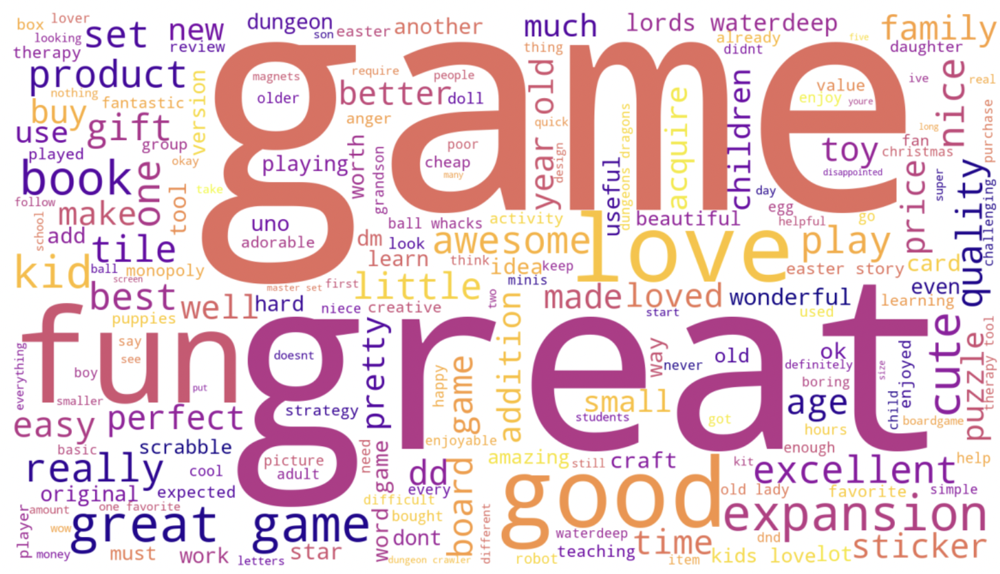 box
lover
looking
therapy
set
new
review
dungeon
son
easter
another
much
lords waterdeep
already
didnt
five
family
daughter
product
nothing
fantastic
buy
version
use
gift
group
played
okay
book
one
follow
make
tool
take
school
add
tile
kid
ball
monopoly
screen
game
magnets
older
require
people
better
doll
anger
playing
worth
grandson
poor
cheap
many
thing
year old
quick
design
dungeons dragons
useful
acquire
children
day
value
enjoy
youre
toy
disappointed
ive
real
nice
long
fan
christmas
purchase
price
super
quality
challenging
egg
helpful
go
beautiful
uno
adorable
ball whacks
activity
dm
look
learn
think
idea
keep
minis
awesome
love
play
easter story
card
even
learning
used
best
well
hard
master set
first
little
niece
creative
two
made
loved
wonderful
start
puppies
say
see
fun
everything
boy
put
smaller
great
doesnt
strategy
picture
adult
pretty
happy
board game
addition
way
never
old
small
students
got
ok
definitely
boring
age
size
child
enjoyed
boardgame
hours
enough
cute
puzzle
therapy tool
easy
perfect
basic
scrabble
really
cool
original
expected
need
word game
enjoyable
dd
every
amazing
still
craft
kit
excellent
help
player
amount
one favorite
wow
great game
money
must
work
letters
star
difficult
bought
dont
dungeon crawler
different
good
waterdeep
teaching
robot
time
item
old lady
favorite
simple
expansion
dnd
kids love
lot
sticker